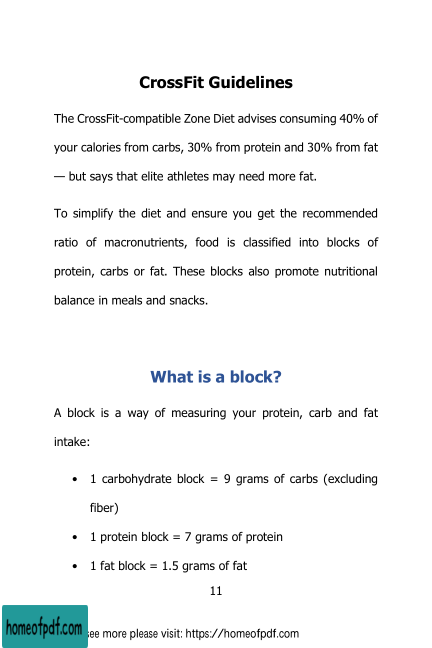 CrossFit Guidelines
The CrossFit-compatible Zone Diet advises consuming 40% of
your calories from carbs, 30% from protein and 30% from fat
— but says that elite athletes may need more fat.
To simplify the diet and ensure you get the recommended
ratio of macronutrients, food is classified into blocks of
protein, carbs or fat. These blocks also promote nutritional
balance in meals and snacks.
What is a block?
A block is a way of measuring your protein, carb and fat
intake:
• 1 carbohydrate block = 9 grams of carbs (excluding
fiber)
• 1 protein block = 7 grams of protein
• 1 fat block = 1.5 grams of fat
11
homeofpdf.com
see more please visit: https://homeofpdf.com